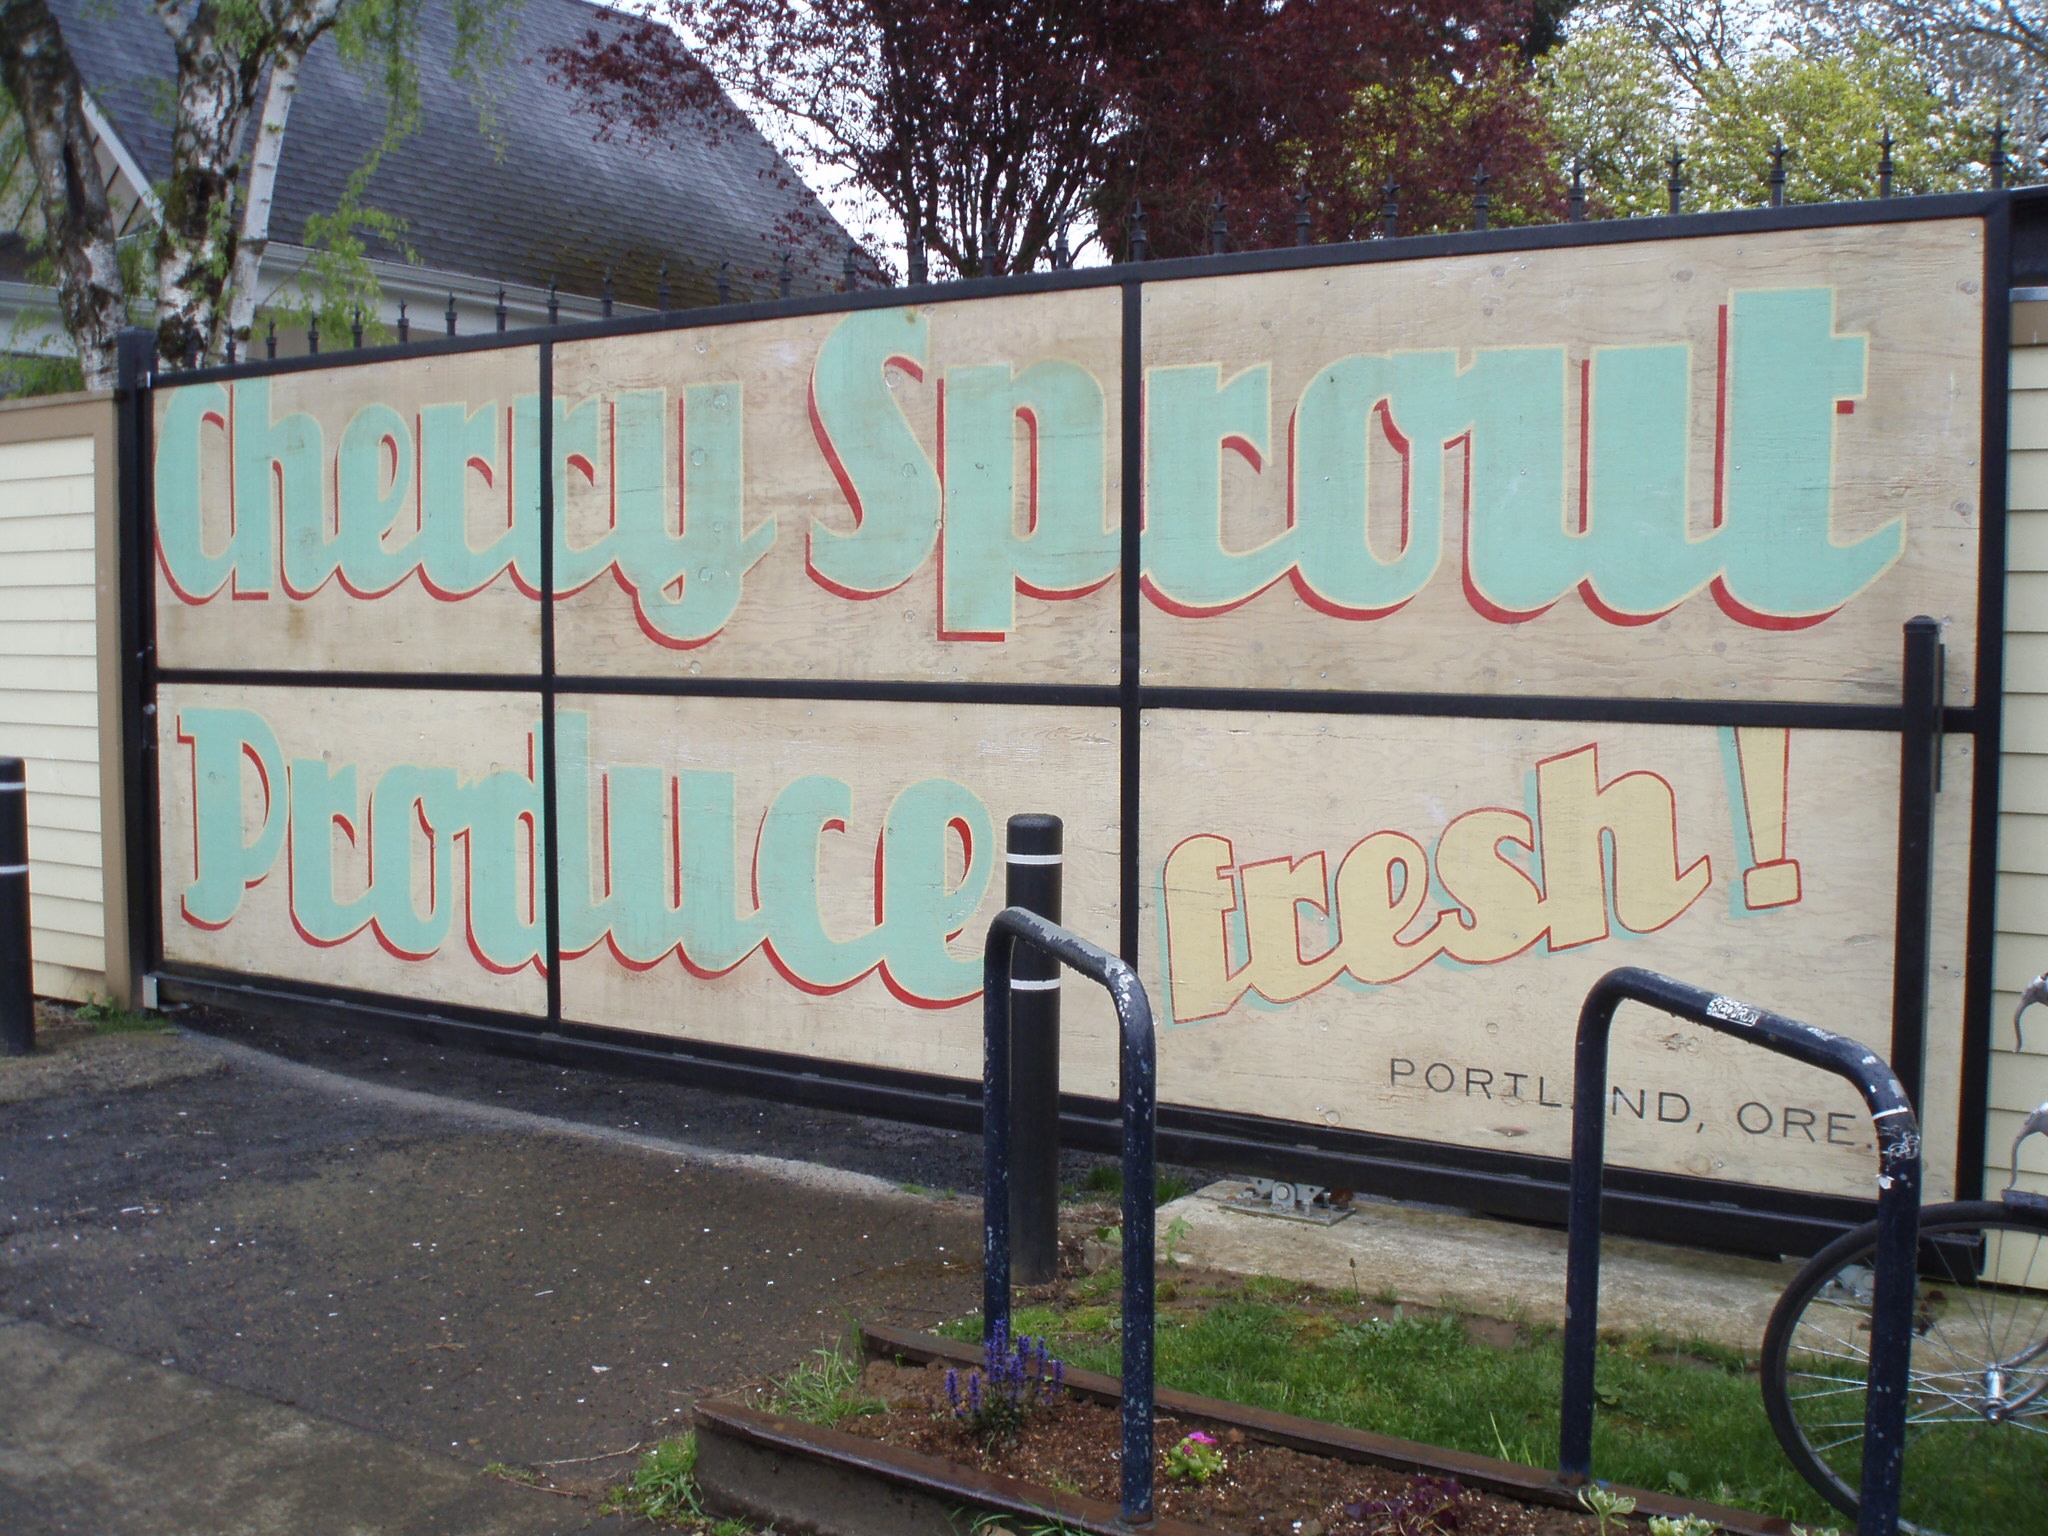 Cherry Sprout
Produce fresh!
PORTLAND, ORE.